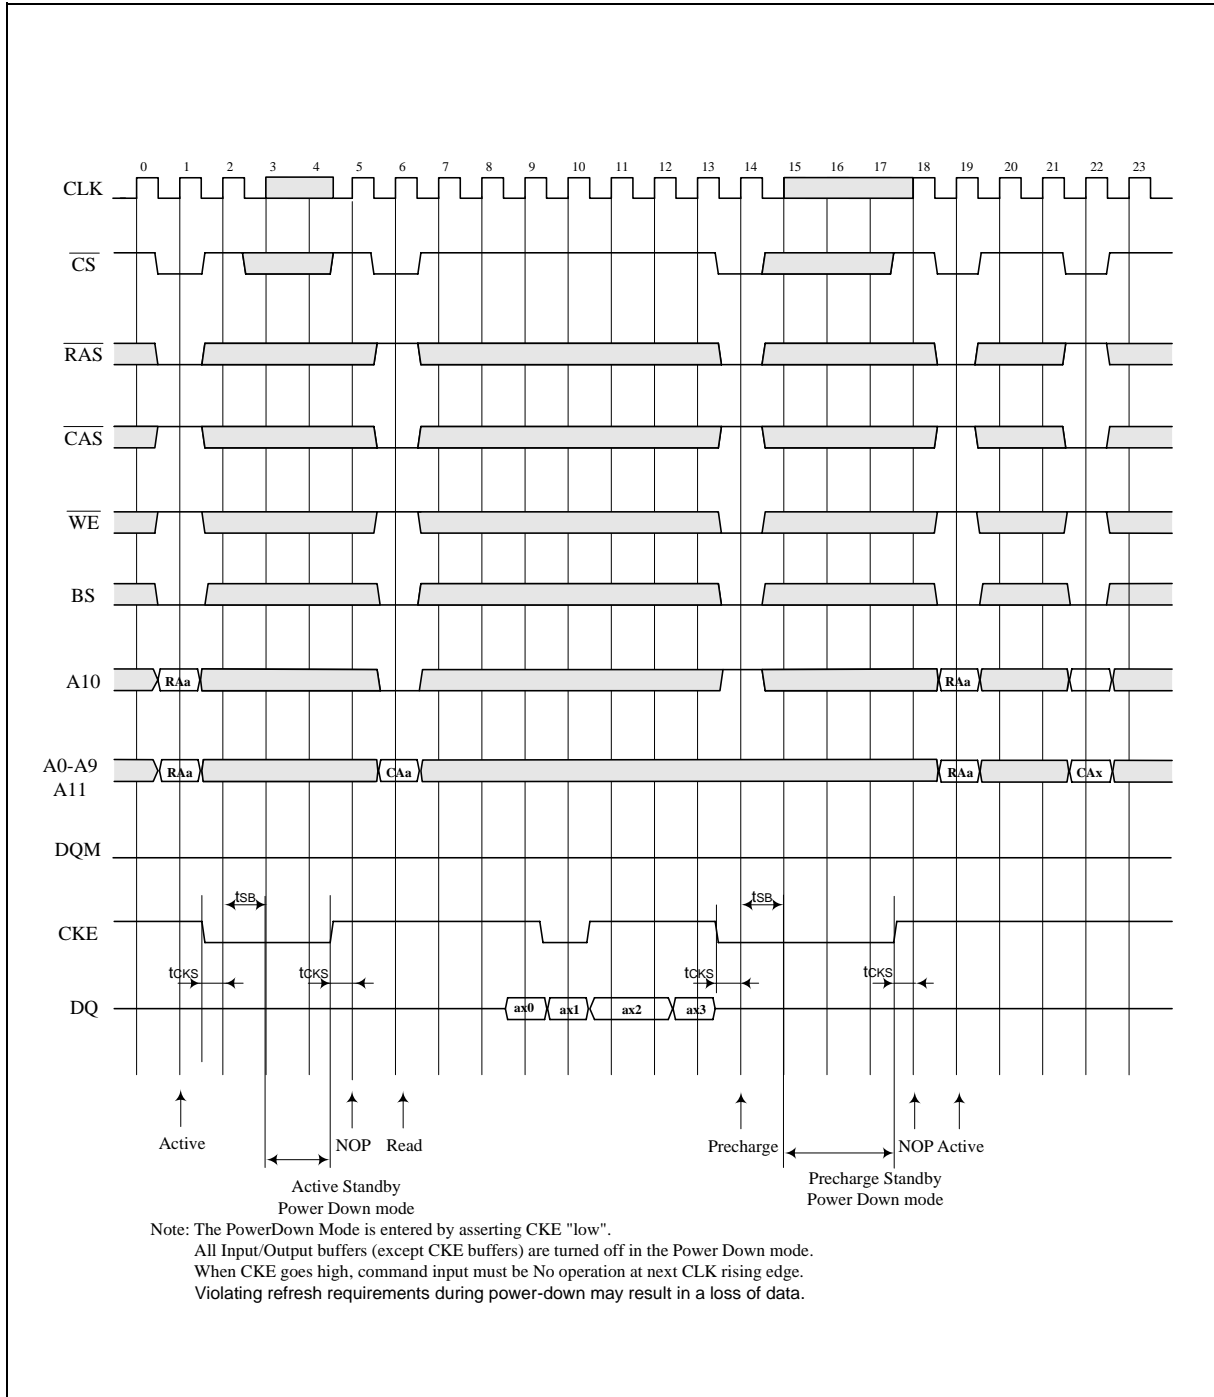 0 1 2 3 4 5 6 7 8 9 10 11 12 13 14 15 16 17 18 19 20 21 22 23
CLK
CS
RAS
CAS
WE
BS
A10 RAa RAa
A0-A9 RAa CAa RAa CAx
A11
DQM
tSB tSB
CKE
tCKS tCKS tCKS tCKS
DQ ax0 ax1 ax2 ax3
Active NOP Read Precharge NOP Active
Active Standby
Power Down mode
Precharge Standby
Power Down mode
Note: The PowerDown Mode is entered by asserting CKE "low".
All Input/Output buffers (except CKE buffers) are turned off in the Power Down mode.
When CKE goes high, command input must be No operation at next CLK rising edge.
Violating refresh requirements during power-down may result in a loss of data.